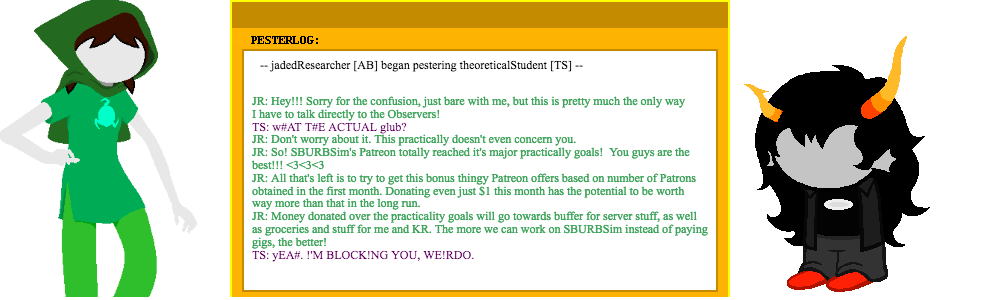 PESTERLOG:
-- jadedResearcher [AB] began pestering theoreticalStudent [TS] --
JR: Hey!!! Sorry for the confusion, just bare with me, but this is pretty much the only way
I have to talk directly to the Observers!
TS: w#AT T#E ACTUAL glub?
JR: Don't worry about it. This practically doesn't even concern you.
JR: So! SBURBSim's Patreon totally reached it's major practically goals!  You guys are the
best!!! <3<3<3
JR: All that's left is to try to get this bonus thingy Patreon offers based on number of Patrons
obtained in the first month. Donating even just $1 this month has the potential to be worth
way more than that in the long run.
JR: Money donated over the practicality goals will go towards buffer for server stuff, as well
as groceries and stuff for me and KR. The more we can work on SBURBSim instead of paying
gigs, the better!
TS: yEA#. !'M BLOCK!NG YOU, WE!RDO.